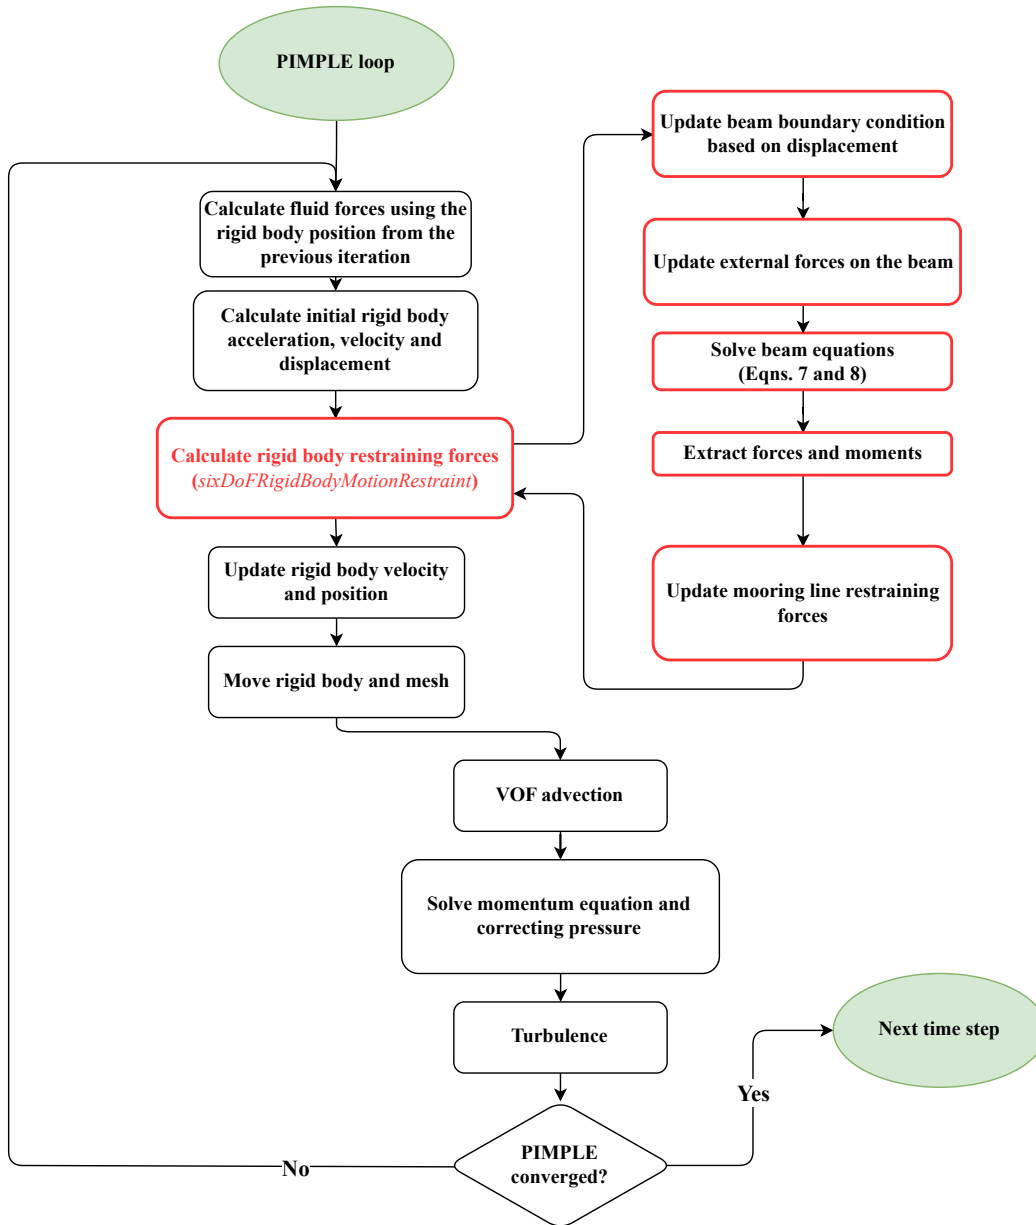 PIMPLE loop
Calculate fluid forces using the
rigid body position from the
previous iteration
Calculate initial rigid body
acceleration, velocity and
displacement
Calculate rigid body restraining forces
(sixDoFRigidBodyMotionRestraint)
Update beam boundary condition
based on displacement
Update external forces on the beam
Solve beam equations
(Eqns. 7 and 8)
Extract forces and moments
Update mooring line restraining
forces
Update rigid body velocity
and position
Move rigid body and mesh
VOF advection
Solve momentum equation and
correcting pressure
Turbulence
PIMPLE
converged?
No
Yes
Next time step